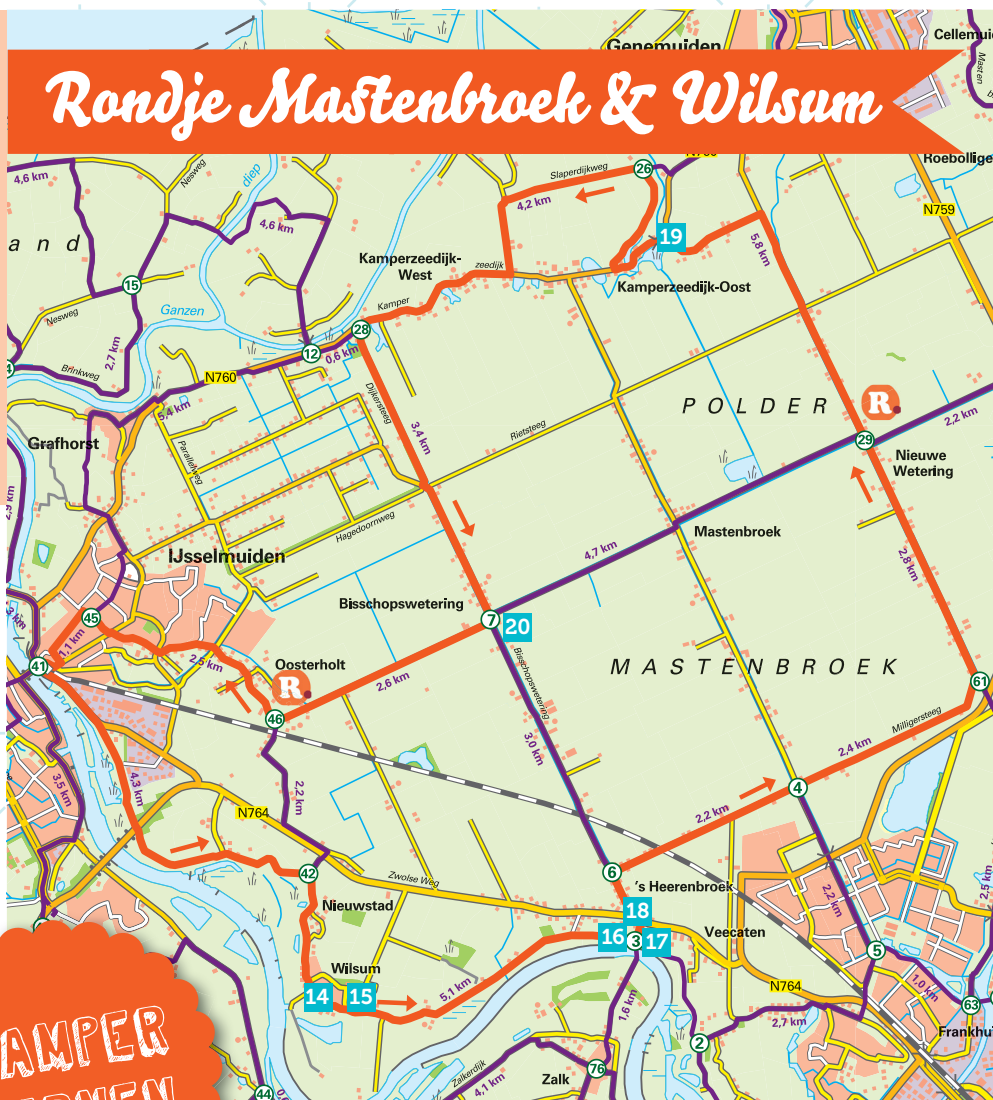 Genemuiden
Rondje Mastenbroek & Wilsum
Roebollige
N759
4,6 km
Nesweg
diep
4,6 km
Slaperdijkweg
26
4,2 km
19
5,8 km
and
15
Kamperzeedijk-
West
zeedijk
Kamperzeedijk-Oost
Nesweg
Ganzen
Kamper
28
12
0,6 km
2,7 km
Brinkweg
N760
5,4 km
Dijkersteeg
3,4 km
POLDER
R.
2,2 km
29
Nieuwe
Wetering
Grafhorst
Parallelweg
Rietsteeg
2,9 km
Hagedoornweg
Mastenbroek
4,7 km
2,8 km
IJsselmuiden
Bisschopswetering
7
20
45
1,1 km
41
2,5 km
Oosterholt
R.
46
2,6 km
Bisschopswetering
MASTENBROEK
61
Milligersteeg
2,4 km
3,0 km
3,5 km
4,3 km
2,2 km
N764
4
2,2 km
42
Zwolse Weg
6
's Heerenbroek
2,2 km
2,5 km
Nieuwstad
18
16
3
17
Veecaten
5
Wilsum
14
15
5,1 km
N764
1,0 km
63
1,6 km
2,7 km
Frankhui
2
AMPER
Zalkerdijk
4,1 km
Zalk
76
44